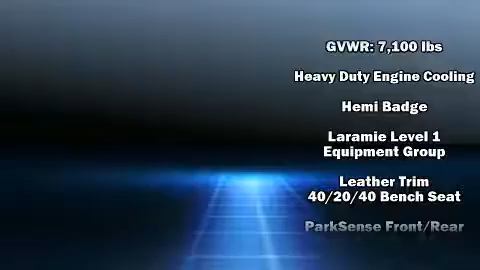 GVWR: 7,100 lbs
Heavy Duty Engine Cooling
Hemi Badge
Laramie Level 1
Equipment Group
Leather Trim
40/20/40 Bench Seat
ParkSense Front/Rear